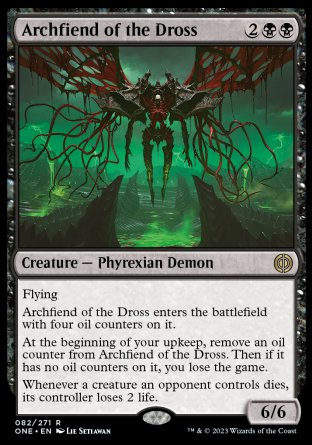 Archfiend of the Dross 2
Creature — Phyrexian Demon
Flying
Archfiend of the Dross enters the battlefield
with four oil counters on it.
At the beginning of your upkeep, remove an oil
counter from Archfiend of the Dross. Then if it
has no oil counters on it, you lose the game.
Whenever a creature an opponent controls dies,
its controller loses 2 life.
6/6
082/271 R
ONE • EN Lie Setiawan
™ & © 2023 Wizards of the Coast